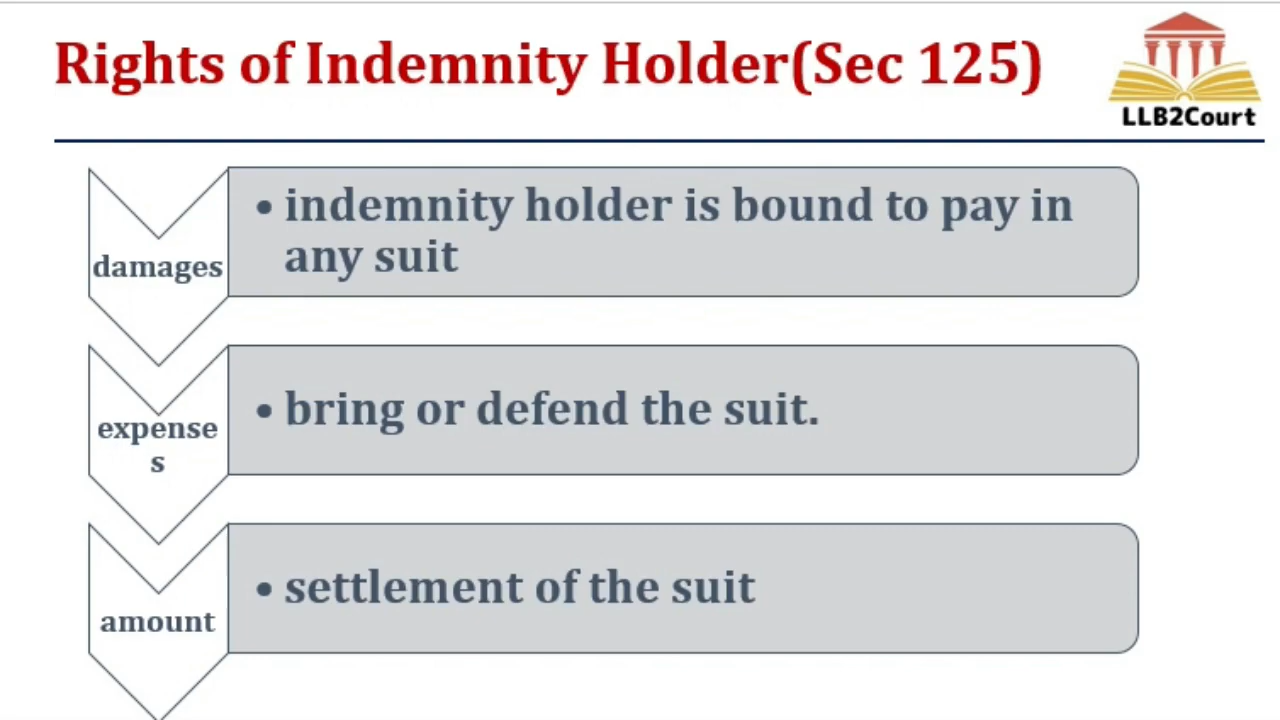 Rights of Indemnity Holder(Sec 125)
LLB2Court
damages
• indemnity holder is bound to pay in
any suit
expense
s
• bring or defend the suit.
amount
• settlement of the suit